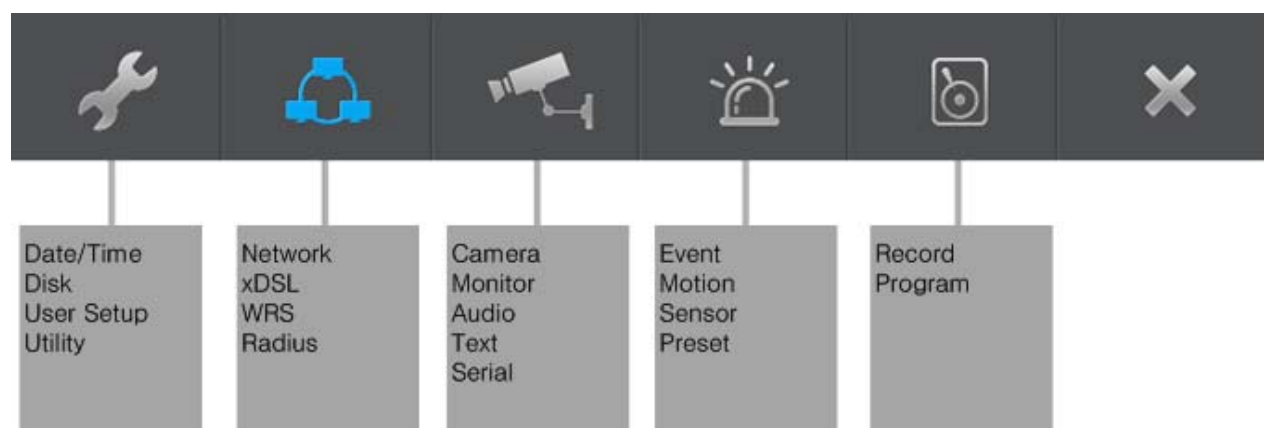 Date/Time
Disk
User Setup
Utility
Network
xDSL
WRS
Radius
Camera
Monitor
Audio
Text
Serial
Event
Motion
Sensor
Preset
Record
Program